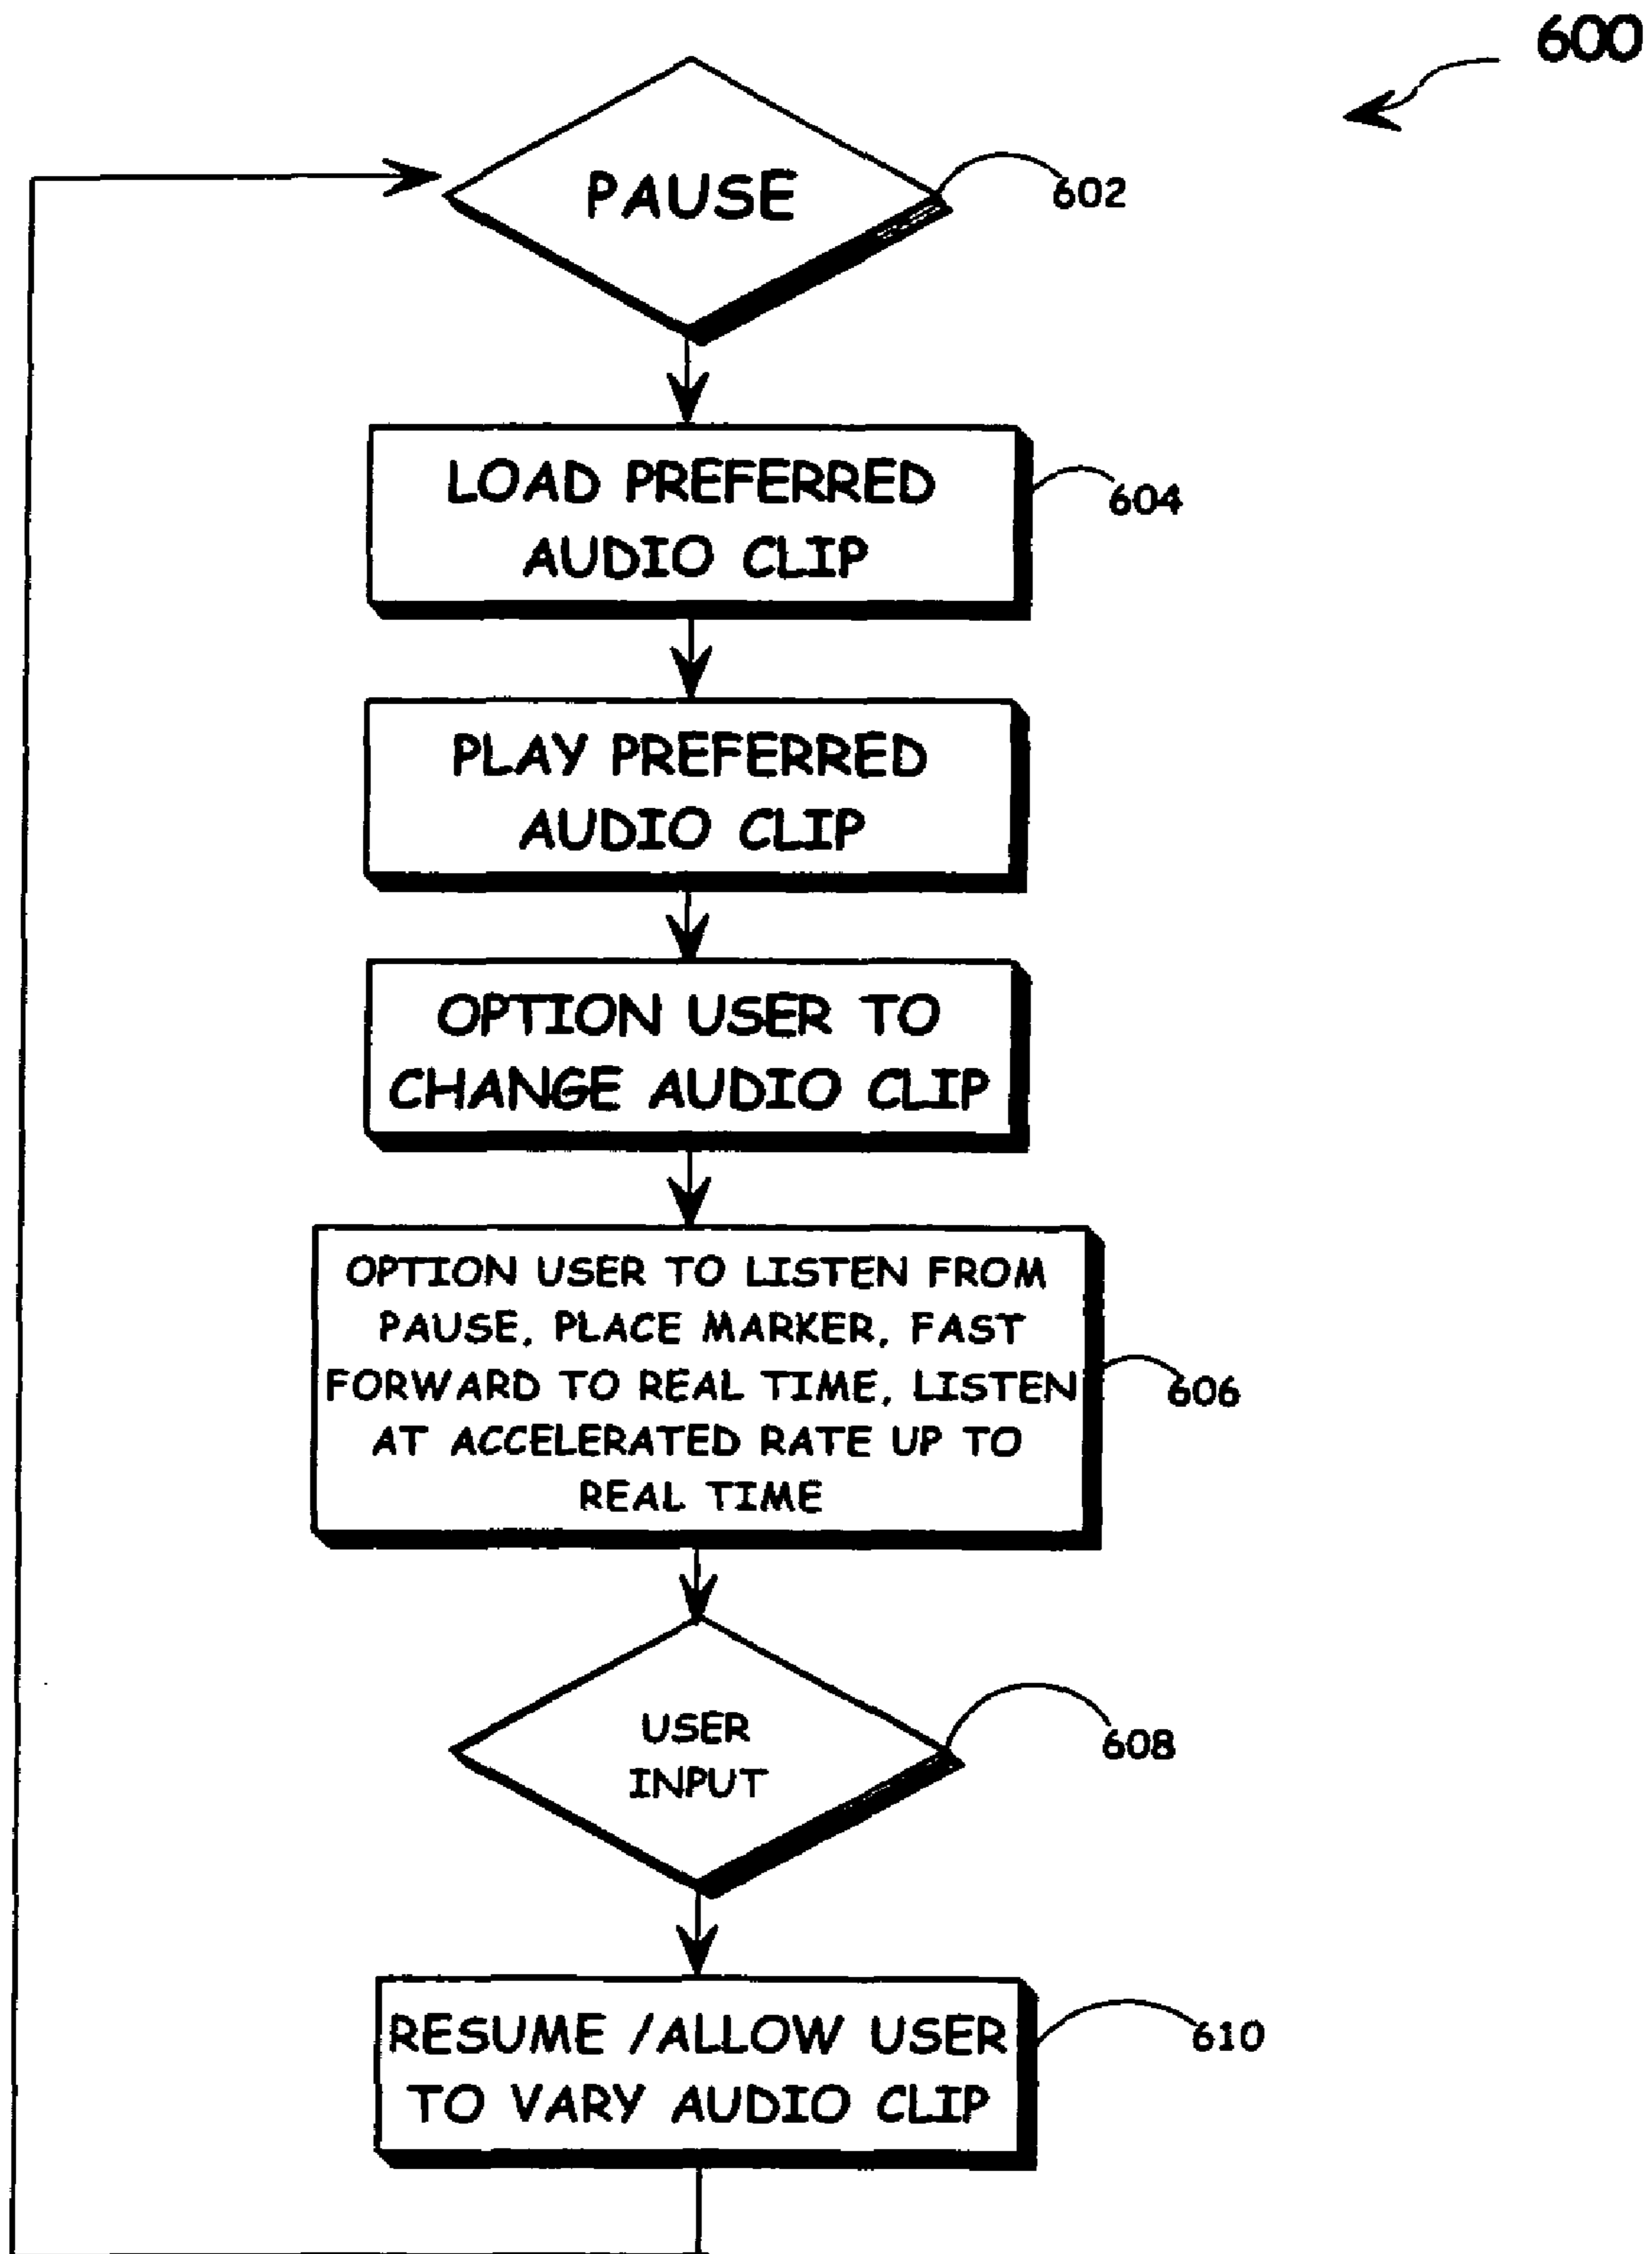 600
PAUSE
602
LOAD PREFERRED
AUDIO CLIP
604
PLAY PREFERRED
AUDIO CLIP
OPTION USER TO
CHANGE AUDIO CLIP
OPTION USER TO LISTEN FROM
PAUSE, PLACE MARKER, FAST
FORWARD TO REAL TIME, LISTEN
AT ACCELERATED RATE UP TO
REAL TIME
606
USER
INPUT
608
RESUME /ALLOW USER
TO VARY AUDIO CLIP
610